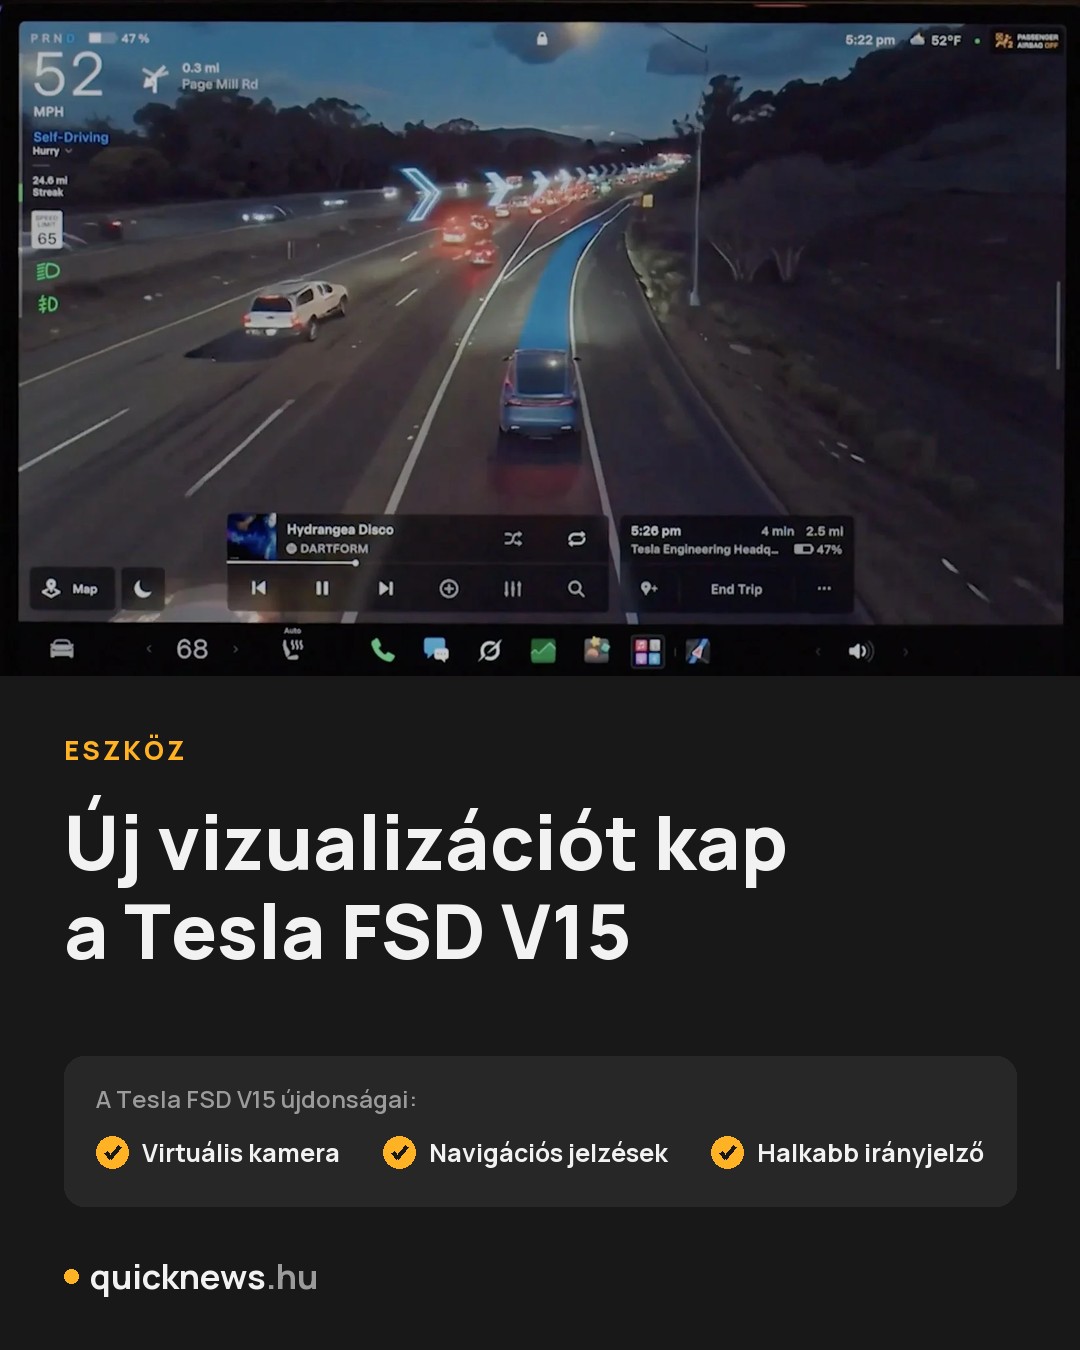 PRND 47%
52
MPH
0.3 mi
Page Mill Rd
5:22 pm 52°F
PASSENGER
AIRBAG OFF
Self-Driving
Hurry
24.6 mi
Streak
SPEED
LIMIT
65
Hydrangea Disco
DARTFORM
5:26 pm 4 min 2.5 mi
Tesla Engineering Headq... 47%
Map
End Trip
68
Auto
ESZKÖZ
Új vizualizációt kap
a Tesla FSD V15
A Tesla FSD V15 újdonságai:
Virtuális kamera Navigációs jelzések Halkabb irányjelző
quicknews.hu